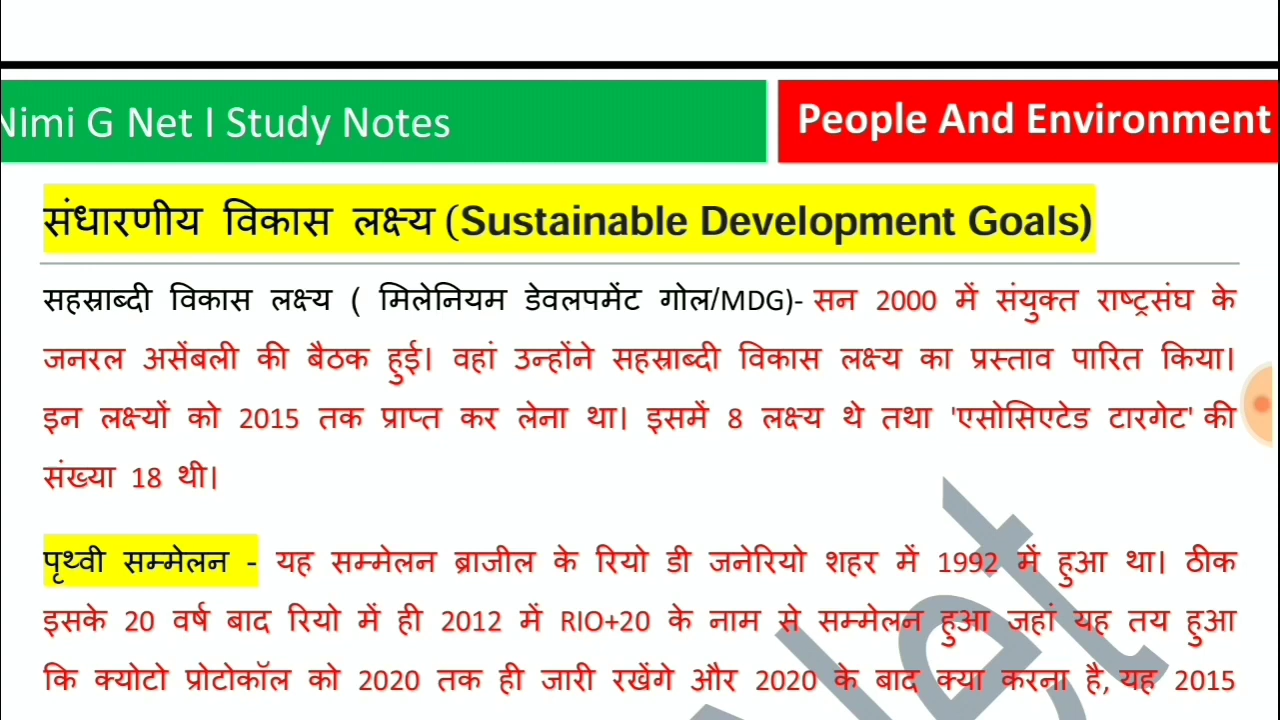 Nimi G Net I Study Notes
People And Environment
संधारणीय विकास लक्ष्य (Sustainable Development Goals)
सहस्राब्दी विकास लक्ष्य ( मिलेनियम डेवलपमेंट गोल/MDG)- सन 2000 में संयुक्त राष्ट्रसंघ के
जनरल असेंबली की बैठक हुई। वहां उन्होंने सहस्राब्दी विकास लक्ष्य का प्रस्ताव पारित किया।
इन लक्ष्यों को 2015 तक प्राप्त कर लेना था। इसमें 8 लक्ष्य थे तथा 'एसोसिएटेड टारगेट' की
संख्या 18 थी।
पृथ्वी सम्मेलन - यह सम्मेलन ब्राजील के रियो डी जनेरियो शहर में 1992 में हुआ था। ठीक
इसके 20 वर्ष बाद रियो में ही 2012 में RIO+20 के नाम से सम्मेलन हुआ जहां यह तय हुआ
कि क्योटो प्रोटोकॉल को 2020 तक ही जारी रखेंगे और 2020 के बाद क्या करना है, यह 2015
Net